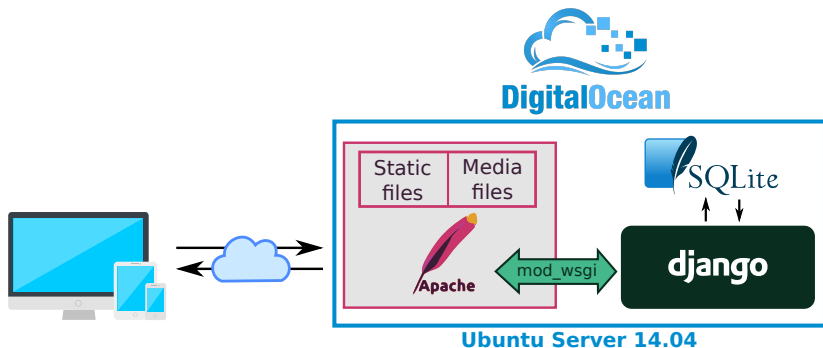 DigitalOcean
Static
files
Media
files
SQLite
Apache
mod_wsgi
django
Ubuntu Server 14.04